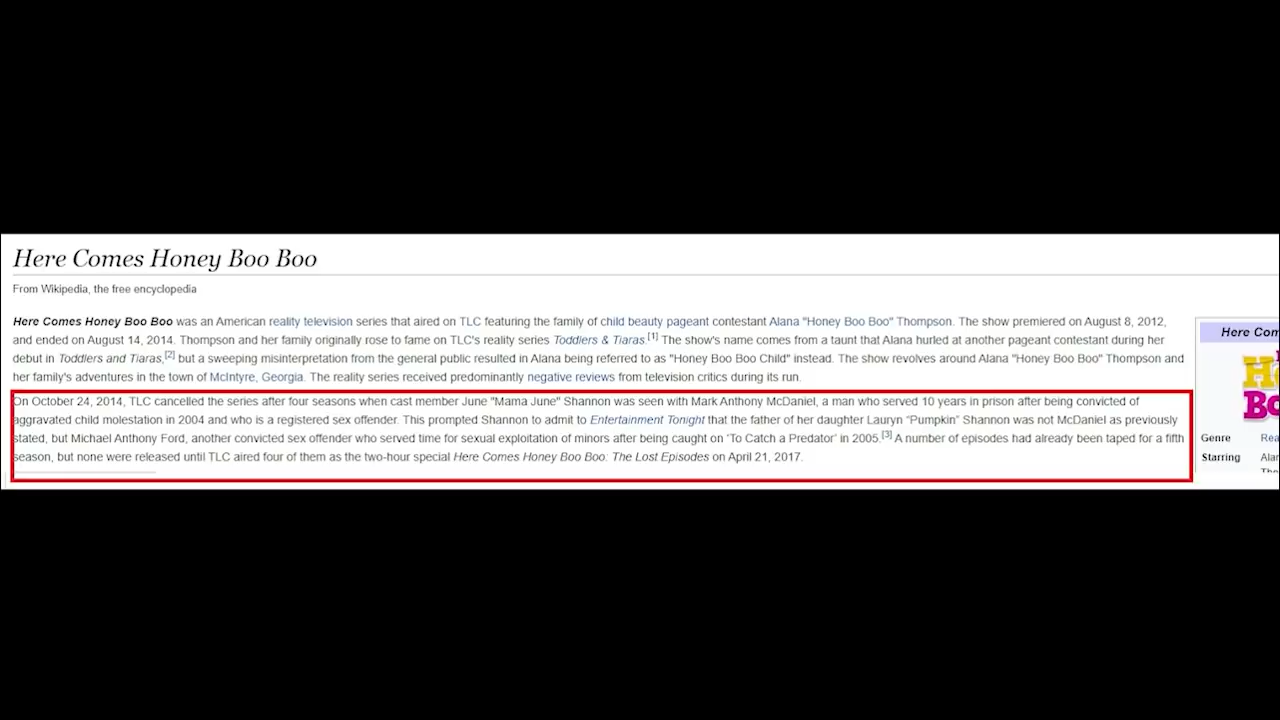 Here Comes Honey Boo Boo
From Wikipedia, the free encyclopedia
Here Comes Honey Boo Boo was an American reality television series that aired on TLC featuring the family of child beauty pageant contestant Alana "Honey Boo Boo" Thompson. The show premiered on August 8, 2012,
and ended on August 14, 2014. Thompson and her family originally rose to fame on TLC's reality series Toddlers & Tiaras.[1] The show's name comes from a taunt that Alana hurled at another pageant contestant during her
debut in Toddlers and Tiaras,[2] but a sweeping misinterpretation from the general public resulted in Alana being referred to as "Honey Boo Boo Child" instead. The show revolves around Alana "Honey Boo Boo" Thompson and
her family's adventures in the town of McIntyre, Georgia. The reality series received predominantly negative reviews from television critics during its run.
On October 24, 2014, TLC cancelled the series after four seasons when cast member June "Mama June" Shannon was seen with Mark Anthony McDaniel, a man who served 10 years in prison after being convicted of
aggravated child molestation in 2004 and who is a registered sex offender. This prompted Shannon to admit to Entertainment Tonight that the father of her daughter Lauryn “Pumpkin” Shannon was not McDaniel as previously
stated, but Michael Anthony Ford, another convicted sex offender who served time for sexual exploitation of minors after being caught on 'To Catch a Predator' in 2005.[3] A number of episodes had already been taped for a fifth
season, but none were released until TLC aired four of them as the two-hour special Here Comes Honey Boo Boo: The Lost Episodes on April 21, 2017.
Here Com
H
Bo
Genre Rea
Starring Alar